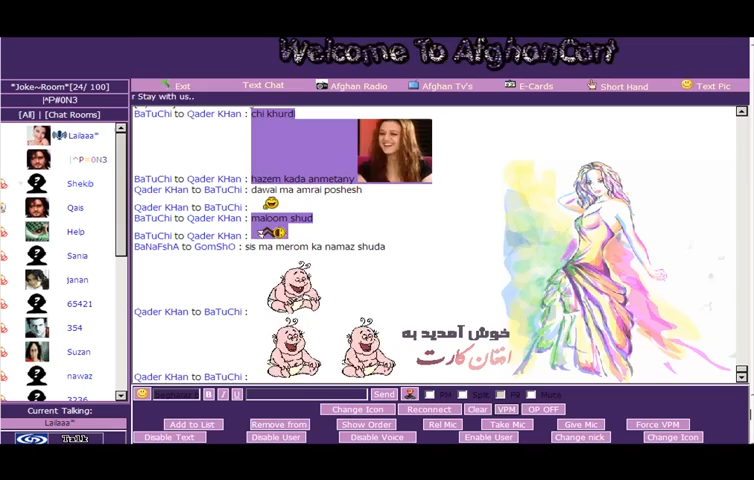 Welcome To AfghanCart
*Joke~Room*[24/ 100]
|^P#0N3
[All] | [Chat Rooms]
Exit Text Chat Afghan Radio Afghan Tv's E-Cards Short Hand Text Pic
r Stay with us..
Lailaaa™
|^P#0N3
Shekib
Qais
Help
Sania
janan
65421
354
Suzan
nawaz
3236
BaTuChi to Qader KHan : chi khurdi
BaTuChi to Qader KHan : hazem kada anmetany
Qader KHan to BaTuChi : dawai ma amrai poshesh
Qader KHan to BaTuChi :
BaTuChi to Qader KHan : maloom shud
BaTuChi to Qader KHan :
BaNaFshA to GomShO : sis ma merom ka namaz shuda
Qader KHan to BaTuChi :
Qader KHan to BaTuChi :
خوش آمدید به
افغان کارت
B I U Send PM Split Mute
Change Icon Reconnect Clear VPM OP OFF
Current Talking:
Lailaaa™
Talk
Add to List Remove from Show Order Rel Mic Take Mic Give Mic Force VPM
Disable Text Disable User Disable Voice Enable User Change nick Change Icon